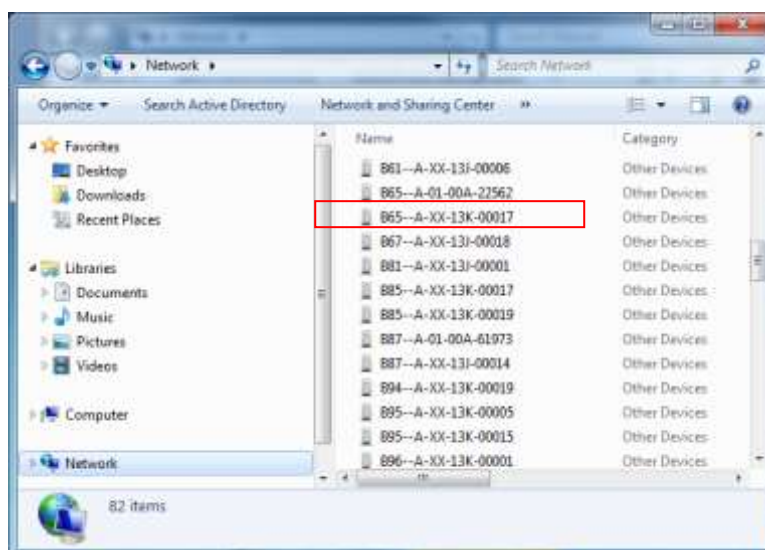 Network
Search Network
Organize
Search Active Directory
Network and Sharing Center
»
Favorites
Desktop
Downloads
Recent Places
Libraries
Documents
Music
Pictures
Videos
Computer
Network
Name Category
B61---A-XX-13J-00006 Other Devices
B65---A-01-00A-22562 Other Devices
B65---A-XX-13K-00017 Other Devices
B67---A-XX-13J-00018 Other Devices
B81---A-XX-13J-00001 Other Devices
B85---A-XX-13K-00017 Other Devices
B85---A-XX-13K-00019 Other Devices
B87---A-01-00A-61973 Other Devices
B87---A-XX-13J-00014 Other Devices
B94---A-XX-13K-00019 Other Devices
B95---A-XX-13K-00005 Other Devices
B95---A-XX-13K-00015 Other Devices
B96---A-XX-13K-00001 Other Devices
82 items